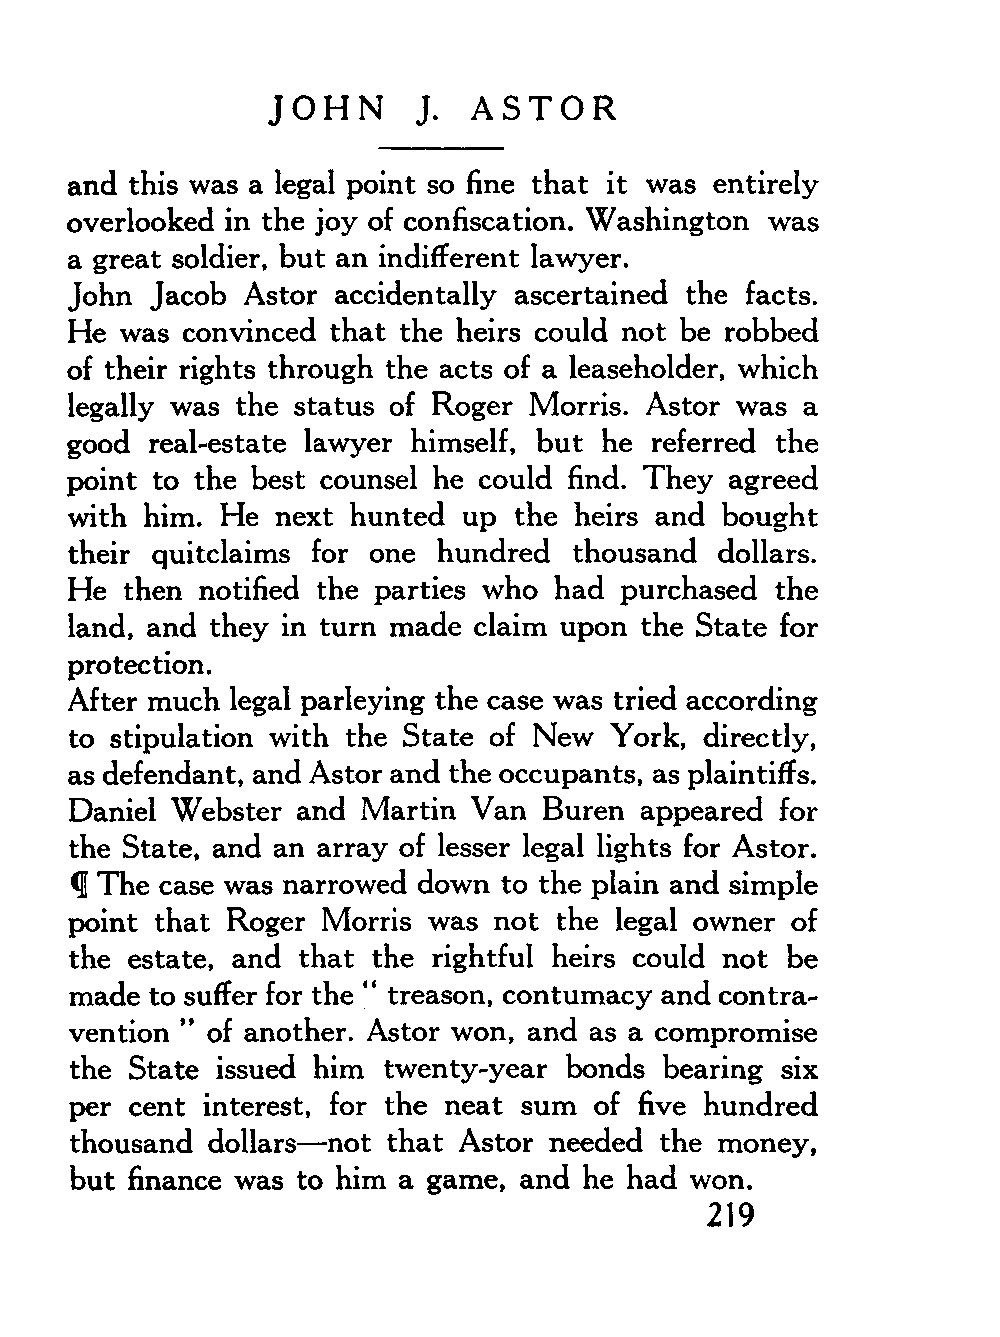 JOHN J. ASTOR
and this was a legal point so fine that it was entirely
overlooked in the joy of confiscation. Washington was
a great soldier, but an indifferent lawyer.
John Jacob Astor accidentally ascertained the facts.
He was convinced that the heirs could not be robbed
of their rights through the acts of a leaseholder, which
legally was the status of Roger Morris. Astor was a
good real-estate lawyer himself, but he referred the
point to the best counsel he could find. They agreed
with him. He next hunted up the heirs and bought
their quitclaims for one hundred thousand dollars.
He then notified the parties who had purchased the
land, and they in turn made claim upon the State for
protection.
After much legal parleying the case was tried according
to stipulation with the State of New York, directly,
as defendant, and Astor and the occupants, as plaintiffs.
Daniel Webster and Martin Van Buren appeared for
the State, and an array of lesser legal lights for Astor.
¶ The case was narrowed down to the plain and simple
point that Roger Morris was not the legal owner of
the estate, and that the rightful heirs could not be
made to suffer for the " treason, contumacy and contra-
vention " of another. Astor won, and as a compromise
the State issued him twenty-year bonds bearing six
per cent interest, for the neat sum of five hundred
thousand dollars—not that Astor needed the money,
but finance was to him a game, and he had won.
219